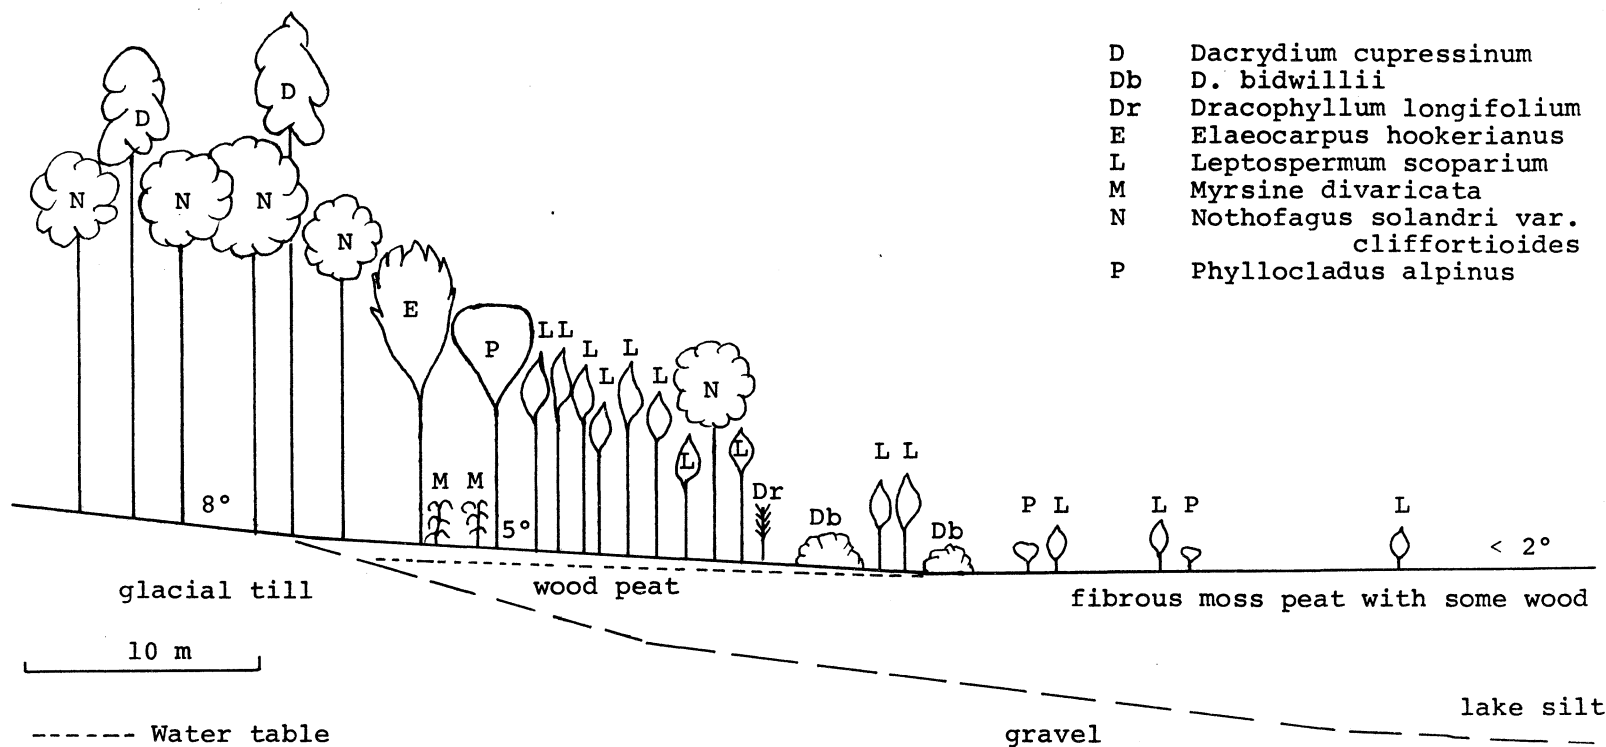 D Dacrydium cupressinum
Db D. bidwillii
Dr Dracophyllum longifolium
E Elaeocarpus hookerianus
L Leptospermum scoparium
M Myrsine divaricata
N Nothofagus solandri var.
cliffortioides
P Phyllocladus alpinus
D
D
N
N
N
N
E
P
LL
L
L
L
L
N
L
L
M M
Dr
Db
L L
Db
P L
L P
L
8°
5°
< 2°
glacial till
wood peat
fibrous moss peat with some wood
10 m
lake silt
------ Water table
gravel